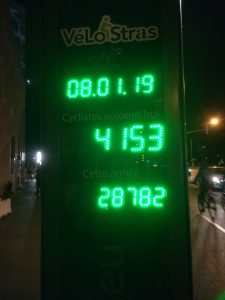 VéLo Stras
08.01.19
Cyclistes aujourd'hui
4153
Cette année
28782